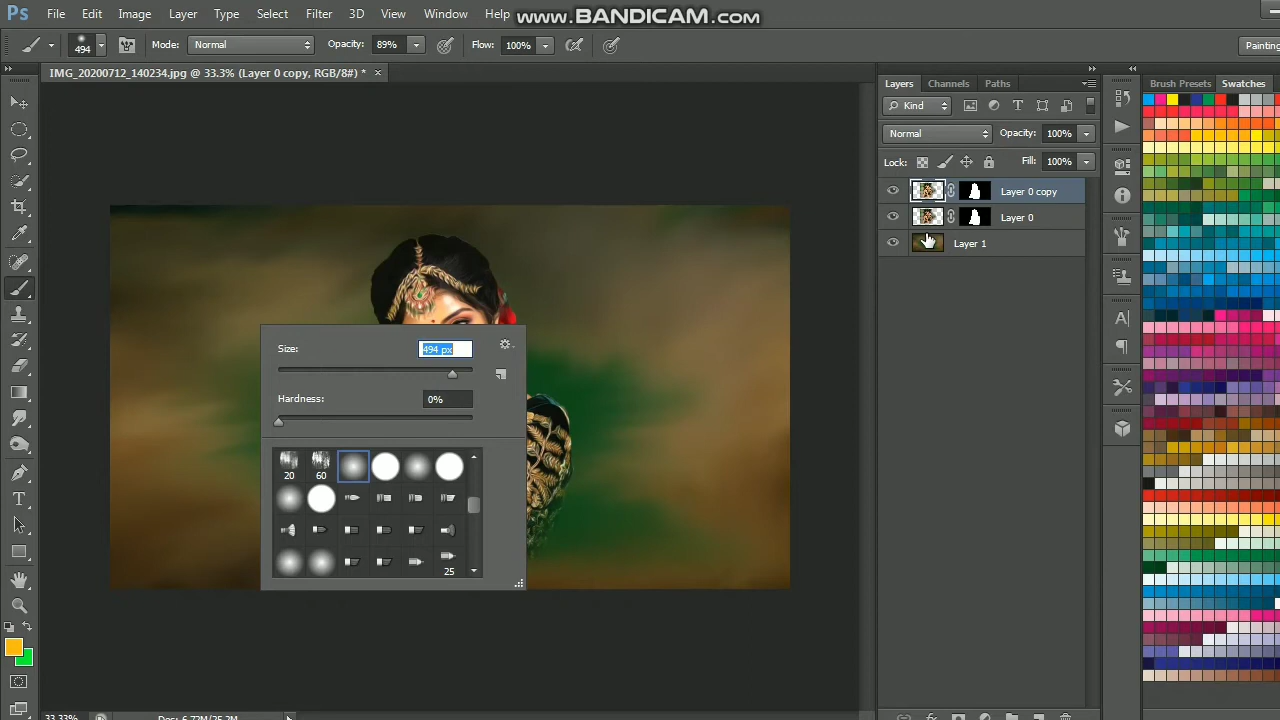 Ps File Edit Image Layer Type Select Filter 3D View Window Help
www.BANDICAM.com
494 Mode: Normal Opacity: 89% Flow: 100% Painting
IMG_20200712_140234.jpg @ 33.3% (Layer 0 copy, RGB/8#) * ×
Layers Channels Paths
Brush Presets Swatches
Kind
Normal Opacity: 100%
Lock: Fill: 100%
Layer 0 copy
Layer 0
Layer 1
Size: 494 px
Hardness: 0%
20 60
25
33.33% Doc: 6.72M/25.2M